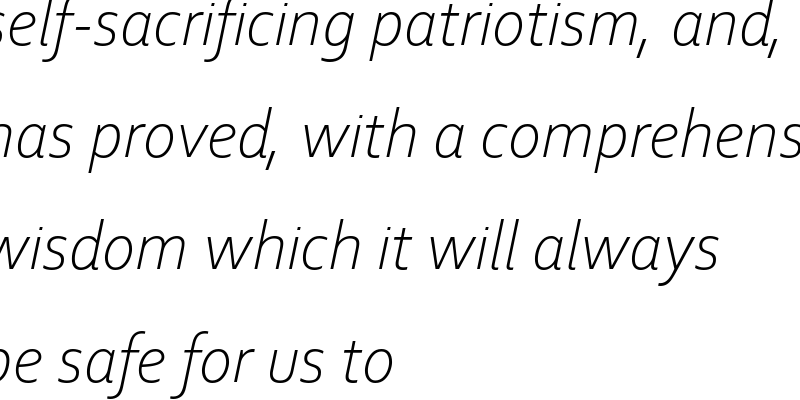 self-sacrificing patriotism, and,
has proved, with a comprehens
wisdom which it will always
be safe for us to